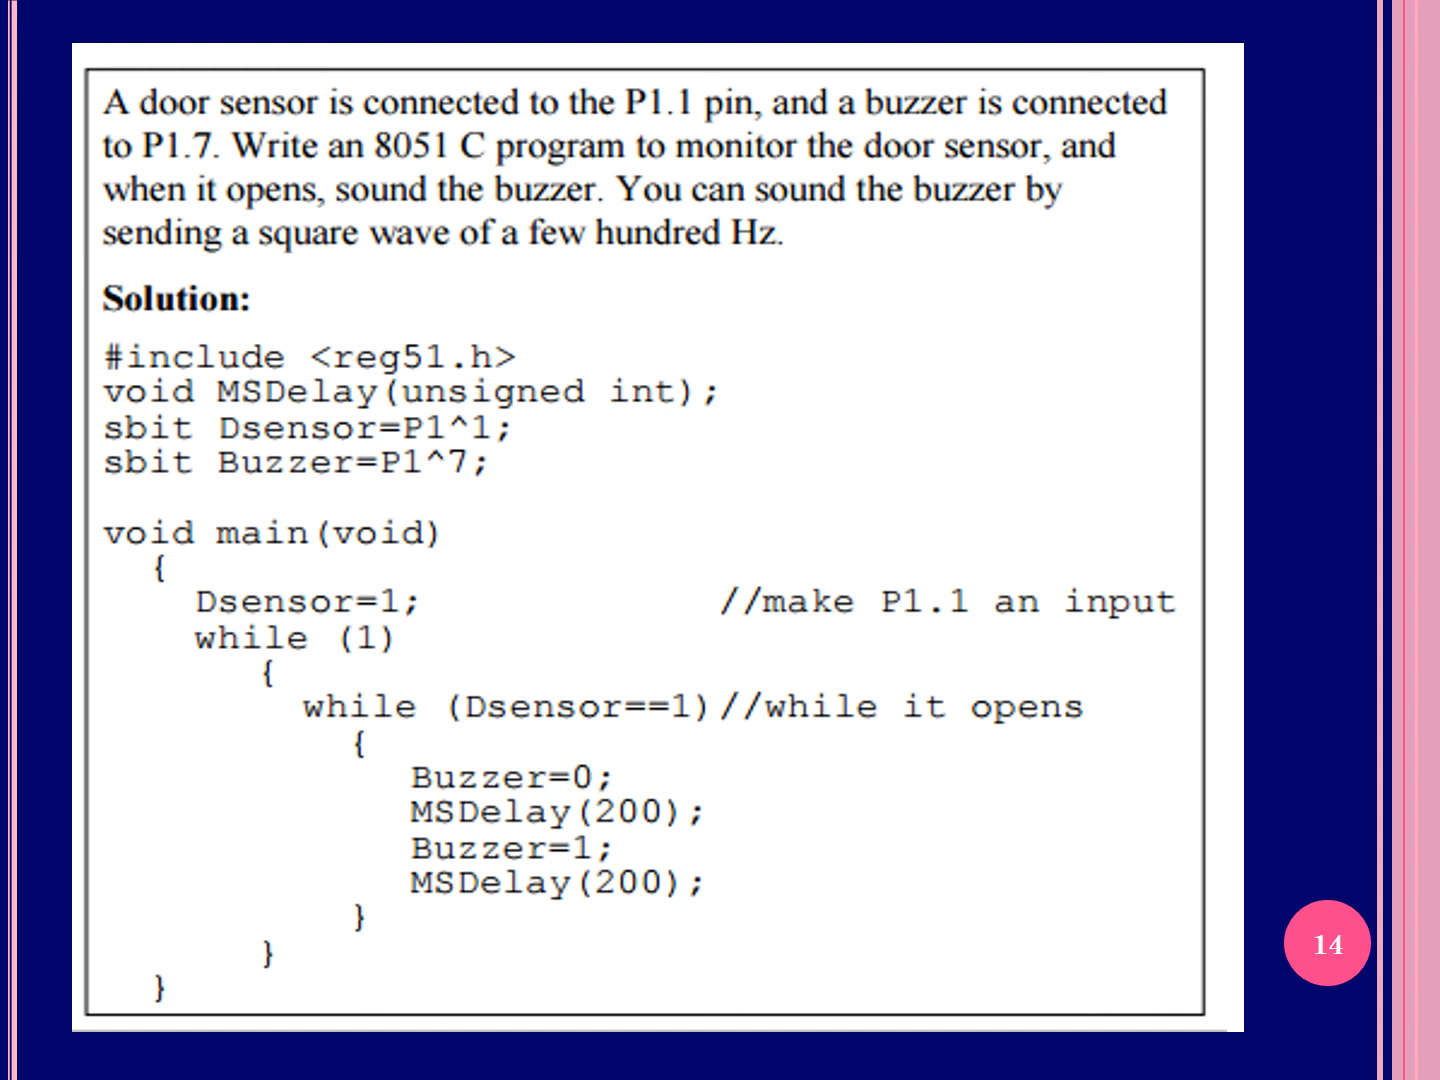 A door sensor is connected to the P1.1 pin, and a buzzer is connected
to P1.7. Write an 8051 C program to monitor the door sensor, and
when it opens, sound the buzzer. You can sound the buzzer by
sending a square wave of a few hundred Hz.
Solution:
#include <reg51.h>
void MSDelay(unsigned int);
sbit Dsensor=P1^1;
sbit Buzzer=P1^7;
void main(void)
{
Dsensor=1; //make P1.1 an input
while (1)
{
while (Dsensor==1) //while it opens
{
Buzzer=0;
MSDelay(200);
Buzzer=1;
MSDelay(200);
}
}
}
14